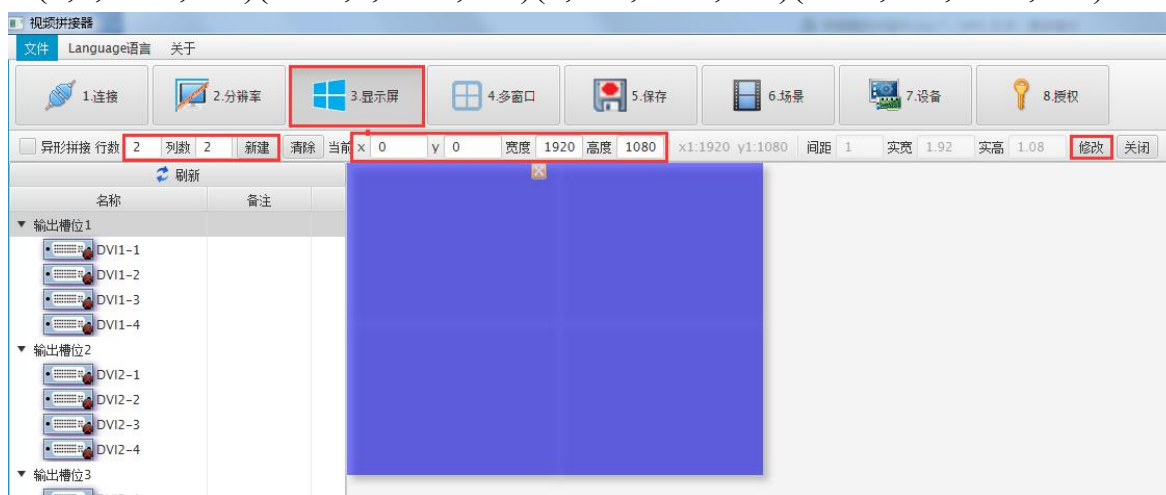 视频拼接器
文件 Language语言 关于
1.连接 2.分辨率 3.显示屏 4.多窗口 5.保存 6.场景 7.设备 8.授权
异形拼接 行数 2 列数 2 新建 清除 当前 x 0 y 0 宽度 1920 高度 1080 x1:1920 y1:1080 间距 1 实宽 1.92 实高 1.08 修改 关闭
刷新
名称 备注
输出槽位1
DVI1-1
DVI1-2
DVI1-3
DVI1-4
输出槽位2
DVI2-1
DVI2-2
DVI2-3
DVI2-4
输出槽位3